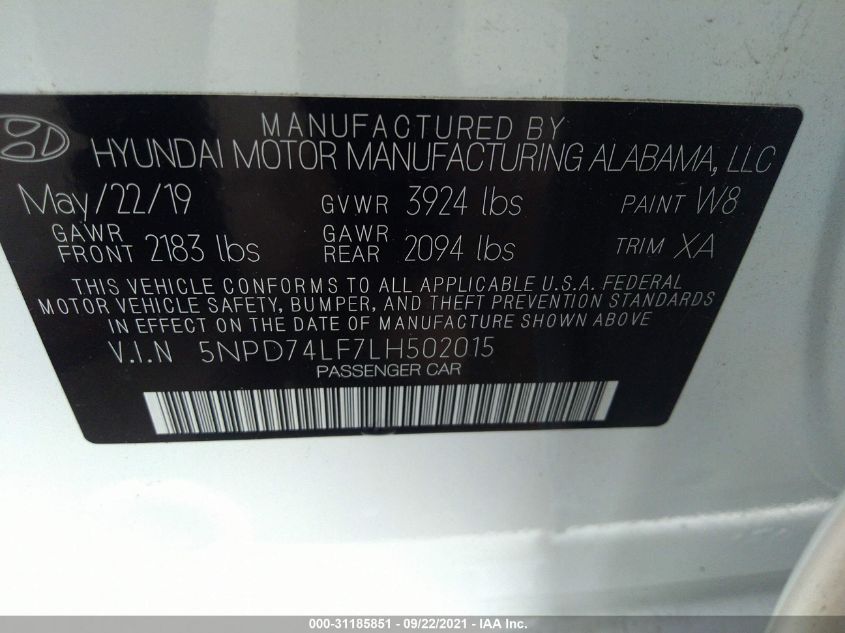 MANUFACTURED BY
HYUNDAI MOTOR MANUFACTURING ALABAMA, LLC
May/22/19 GVWR 3924 lbs PAINT W8
GAWR FRONT 2183 lbs GAWR REAR 2094 lbs TRIM XA
THIS VEHICLE CONFORMS TO ALL APPLICABLE U.S.A. FEDERAL
MOTOR VEHICLE SAFETY, BUMPER, AND THEFT PREVENTION STANDARDS
IN EFFECT ON THE DATE OF MANUFACTURE SHOWN ABOVE
V.I.N 5NPD74LF7LH502015
PASSENGER CAR
000-31185851 - 09/22/2021 - IAA Inc.